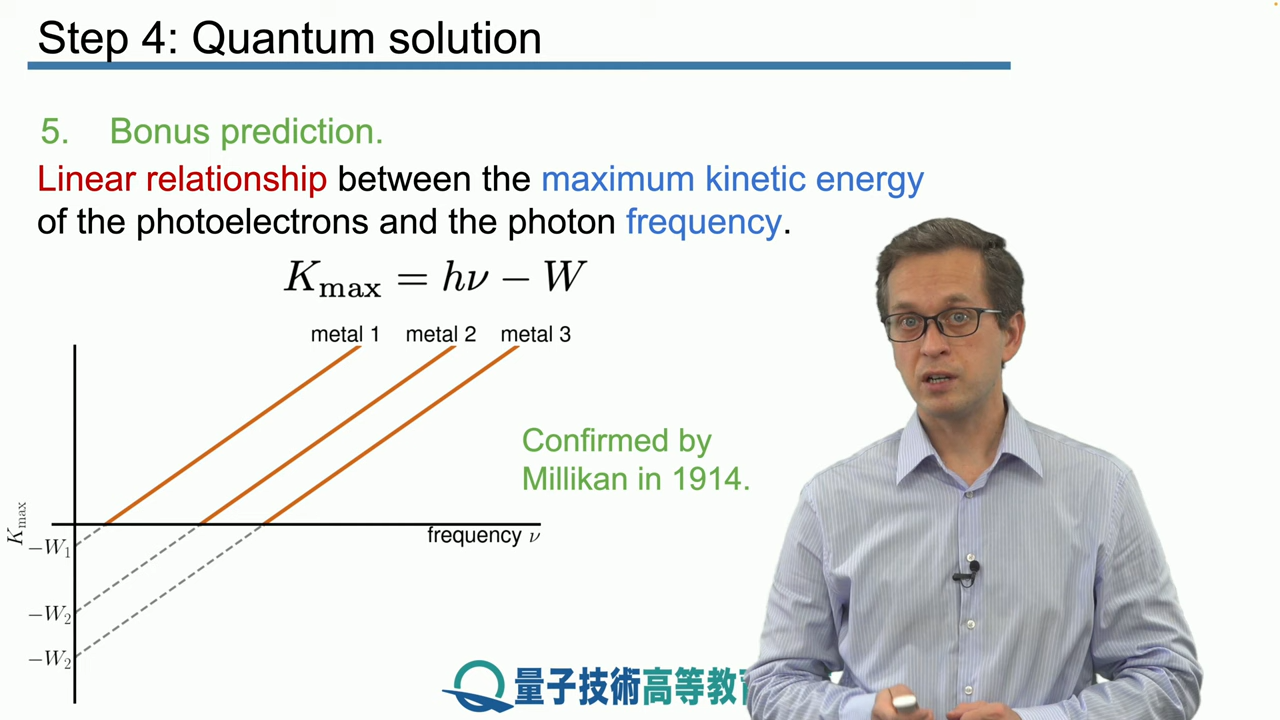 Step 4: Quantum solution
5. Bonus prediction.
Linear relationship between the maximum kinetic energy
of the photoelectrons and the photon frequency.
K_max = hν − W
metal 1 metal 2 metal 3
Confirmed by
Millikan in 1914.
K_max
frequency ν
−W_1
−W_2
−W_2
量子技術高等教育